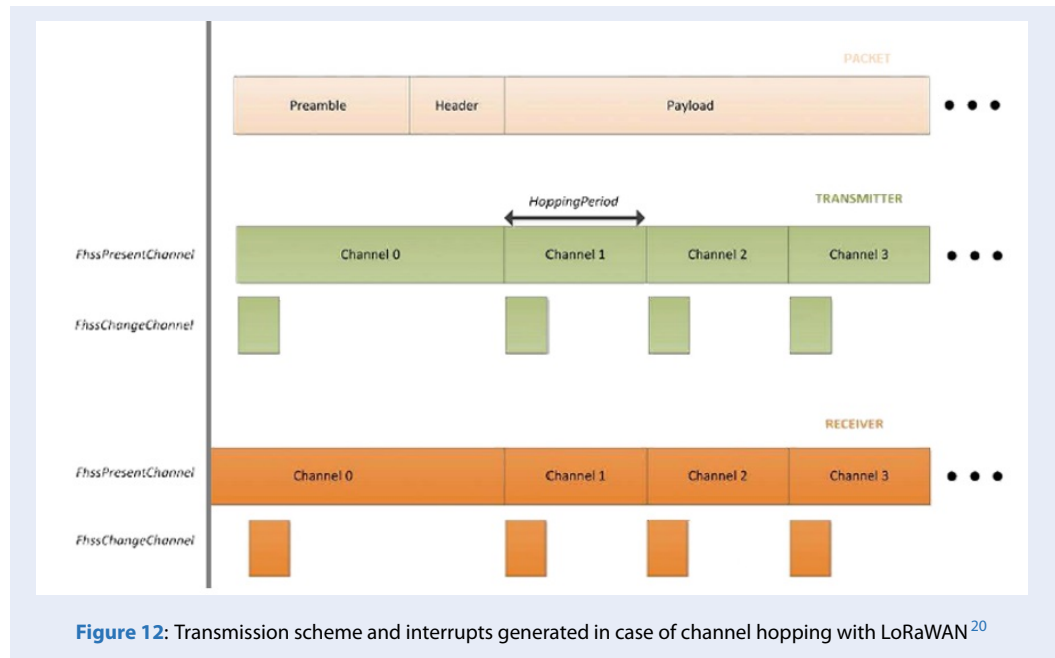 PACKET
Preamble Header Payload
HoppingPeriod
TRANSMITTER
FhssPresentChannel
Channel 0 Channel 1 Channel 2 Channel 3
FhssChangeChannel
RECEIVER
FhssPresentChannel
Channel 0 Channel 1 Channel 2 Channel 3
FhssChangeChannel
Figure 12: Transmission scheme and interrupts generated in case of channel hopping with LoRaWAN 20